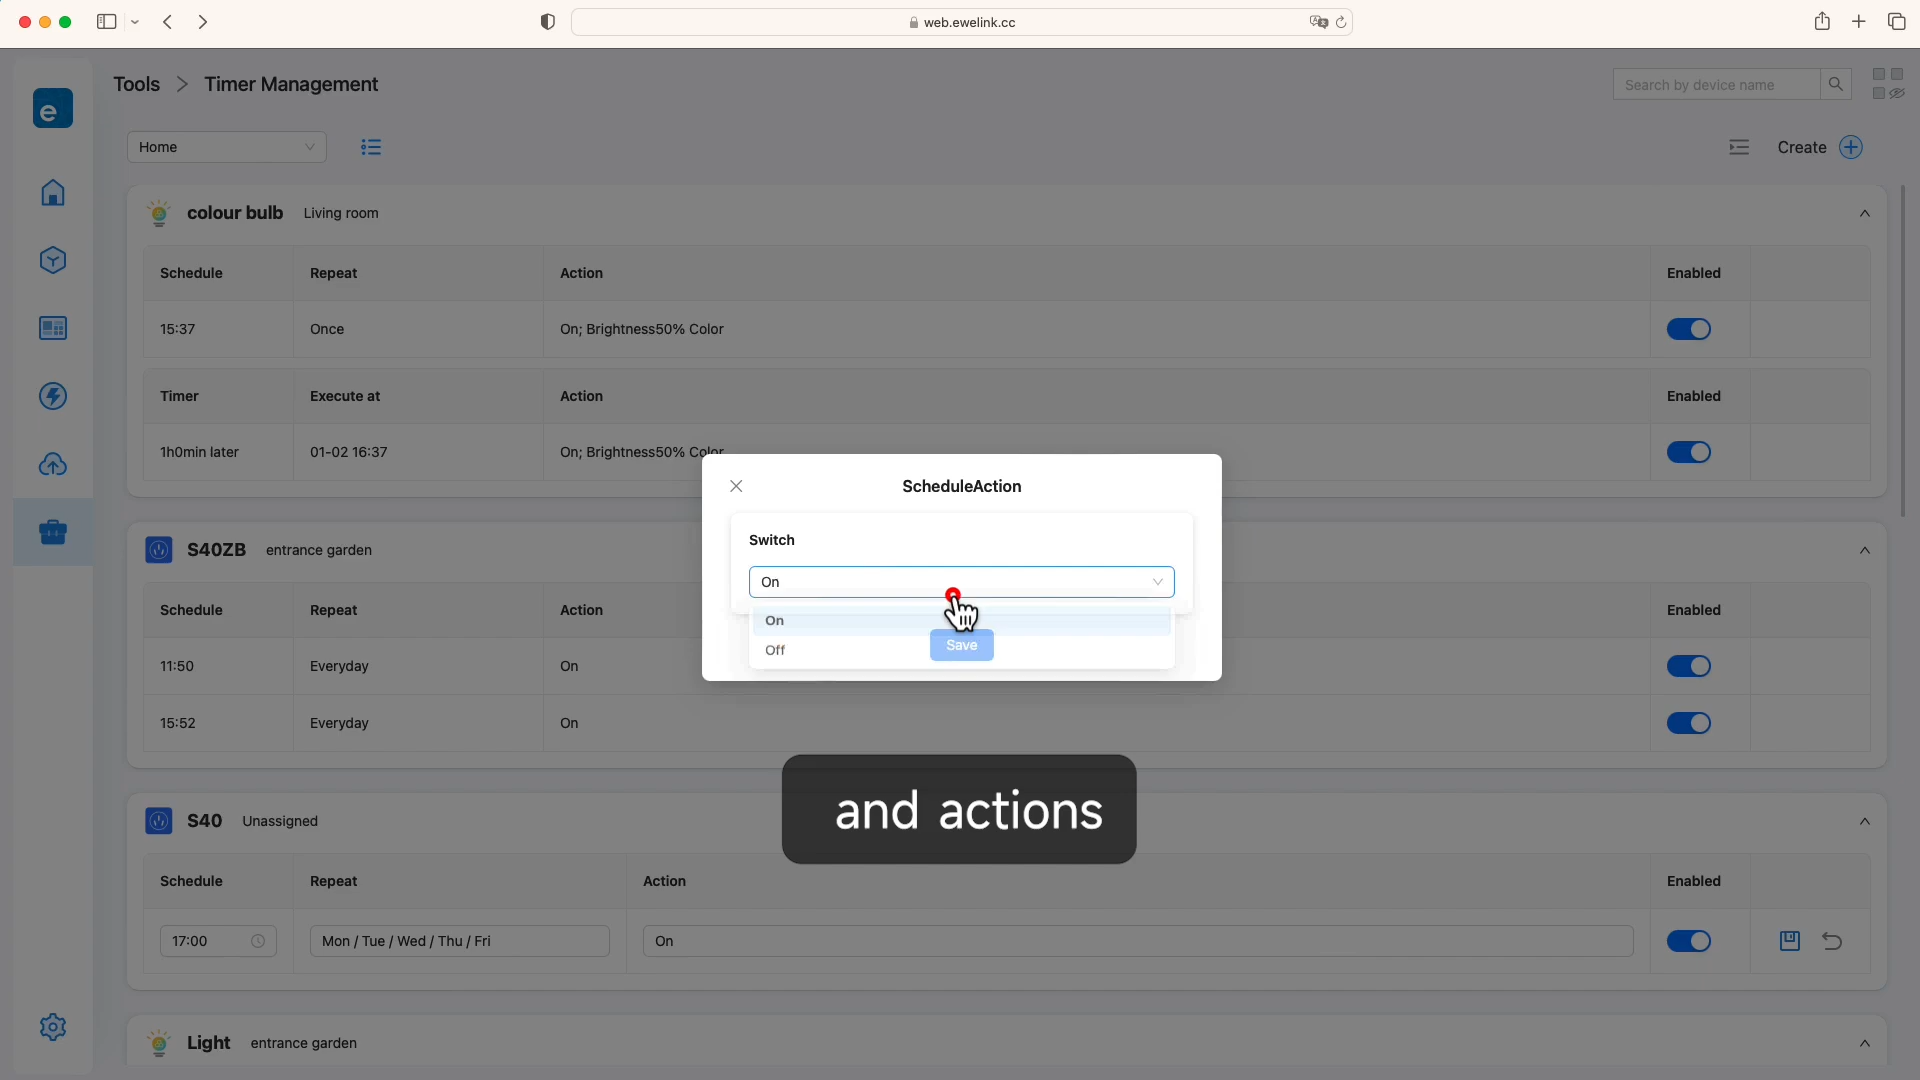 web.ewelink.cc
Tools > Timer Management
Search by device name
Home
Create
colour bulb Living room
Schedule Repeat Action Enabled
15:37 Once On; Brightness50% Color
Timer Execute at Action Enabled
1h0min later 01-02 16:37 On; Brightness50% Color
ScheduleAction
Switch
On
On
Save
Off
S40ZB entrance garden
Schedule Repeat Action Enabled
11:50 Everyday On
15:52 Everyday On
and actions
S40 Unassigned
Schedule Repeat Action Enabled
17:00 Mon / Tue / Wed / Thu / Fri On
Light entrance garden